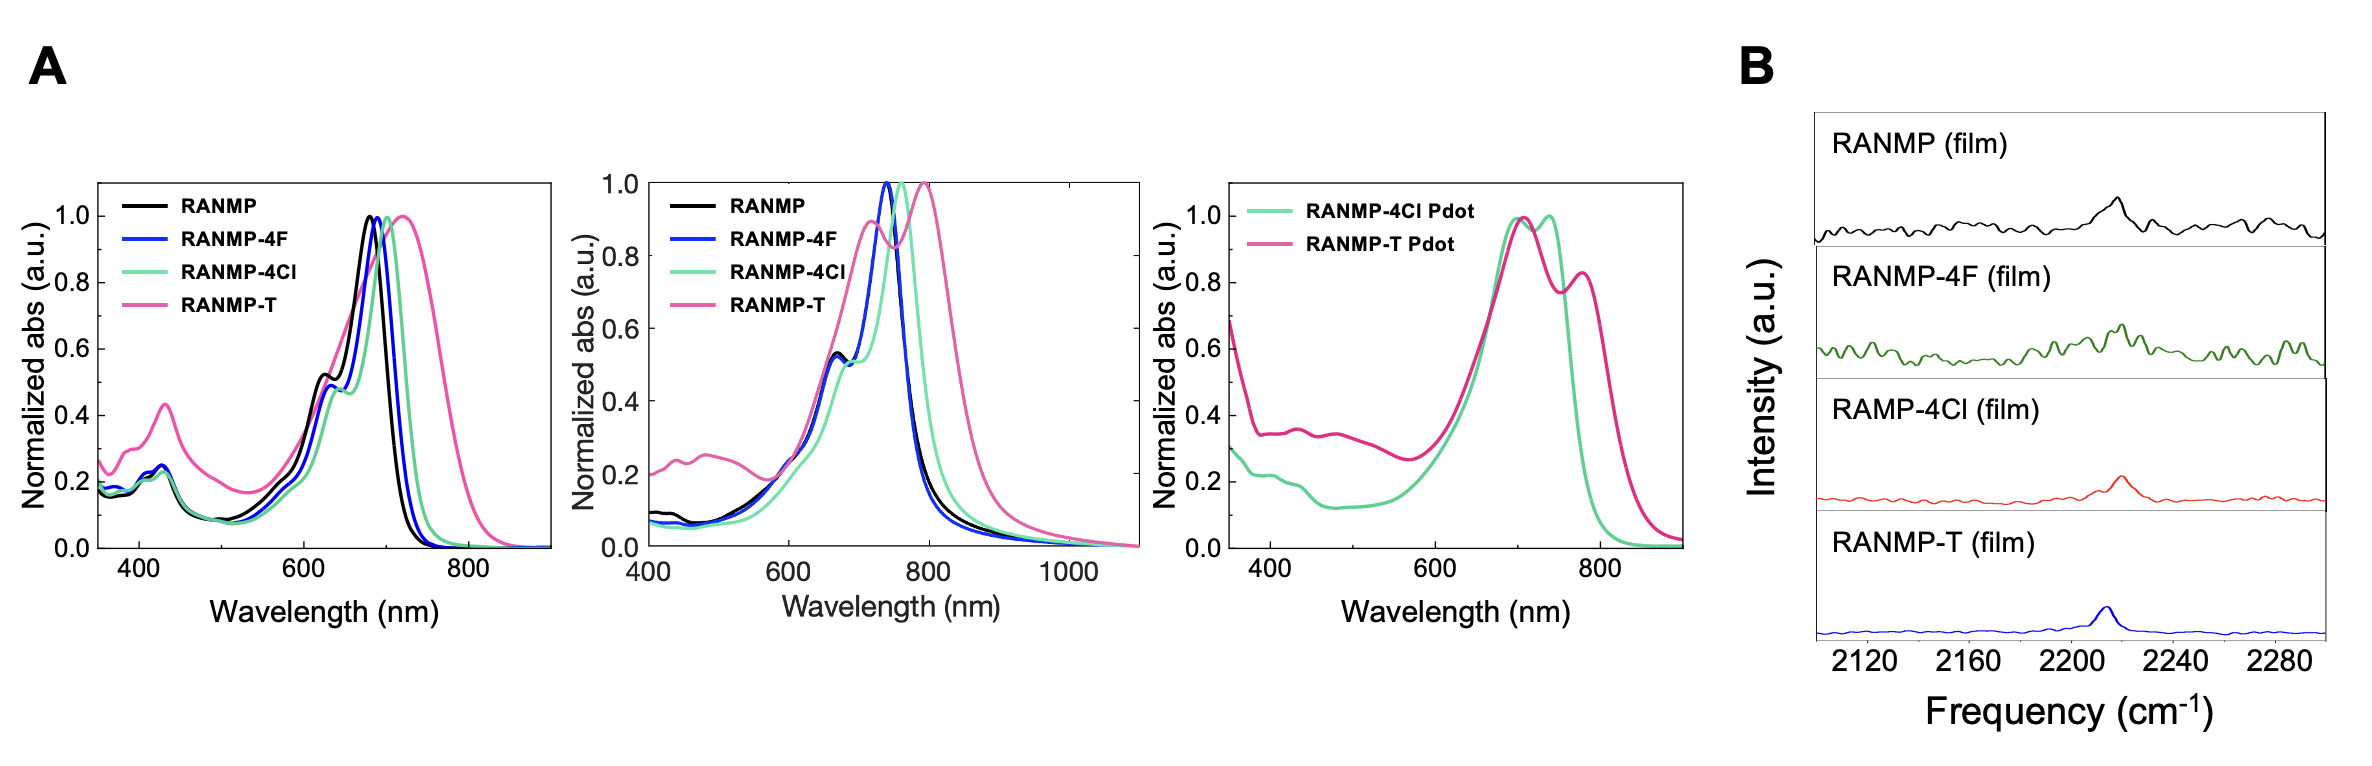 A
B
Normalized abs (a.u.)
1.0
0.8
0.6
0.4
0.2
0.0
RANMP
RANMP-4F
RANMP-4Cl
RANMP-T
400
600
800
Wavelength (nm)
Normalized abs (a.u.)
1.0
0.8
0.6
0.4
0.2
0.0
RANMP
RANMP-4F
RANMP-4Cl
RANMP-T
400
600
800
1000
Wavelength (nm)
Normalized abs (a.u.)
1.0
0.8
0.6
0.4
0.2
0.0
RANMP-4Cl Pdot
RANMP-T Pdot
400
600
800
Wavelength (nm)
Intensity (a.u.)
RANMP (film)
RANMP-4F (film)
RAMP-4Cl (film)
RANMP-T (film)
2120
2160
2200
2240
2280
Frequency (cm-1)